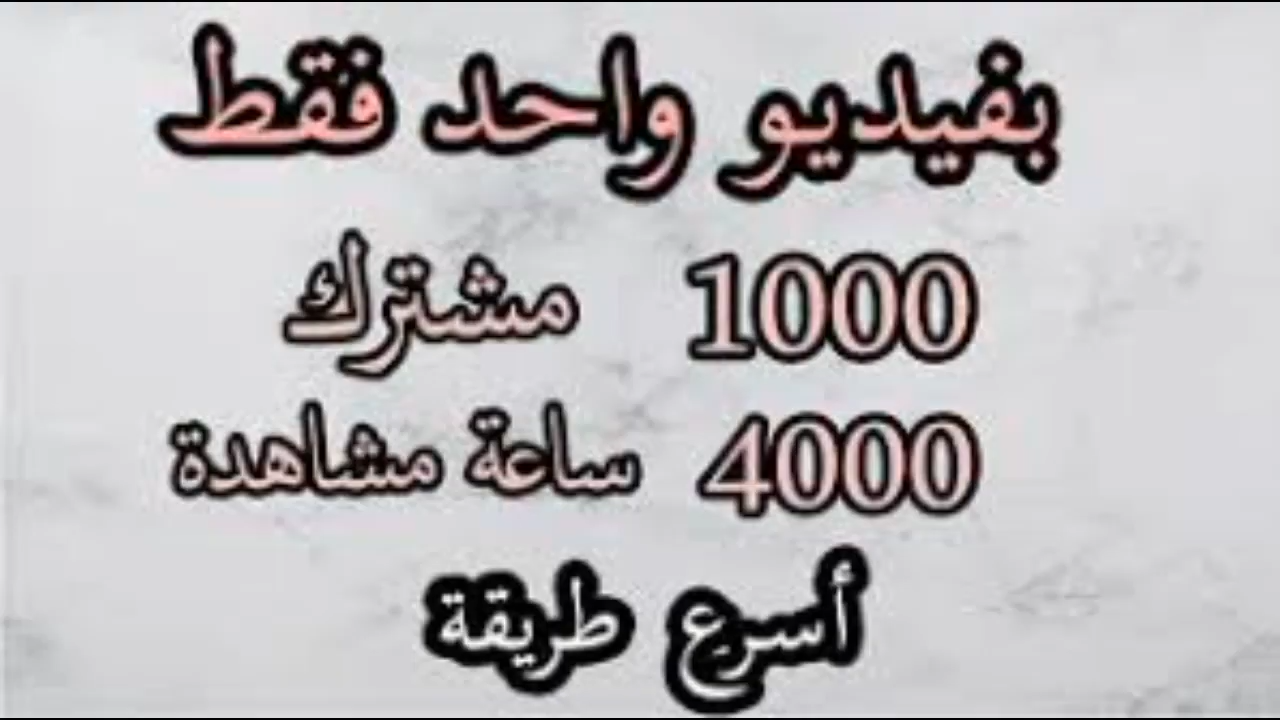 بفيديو واحد فقط
1000 مشترك
4000 ساعة مشاهدة
أسرع طريقة